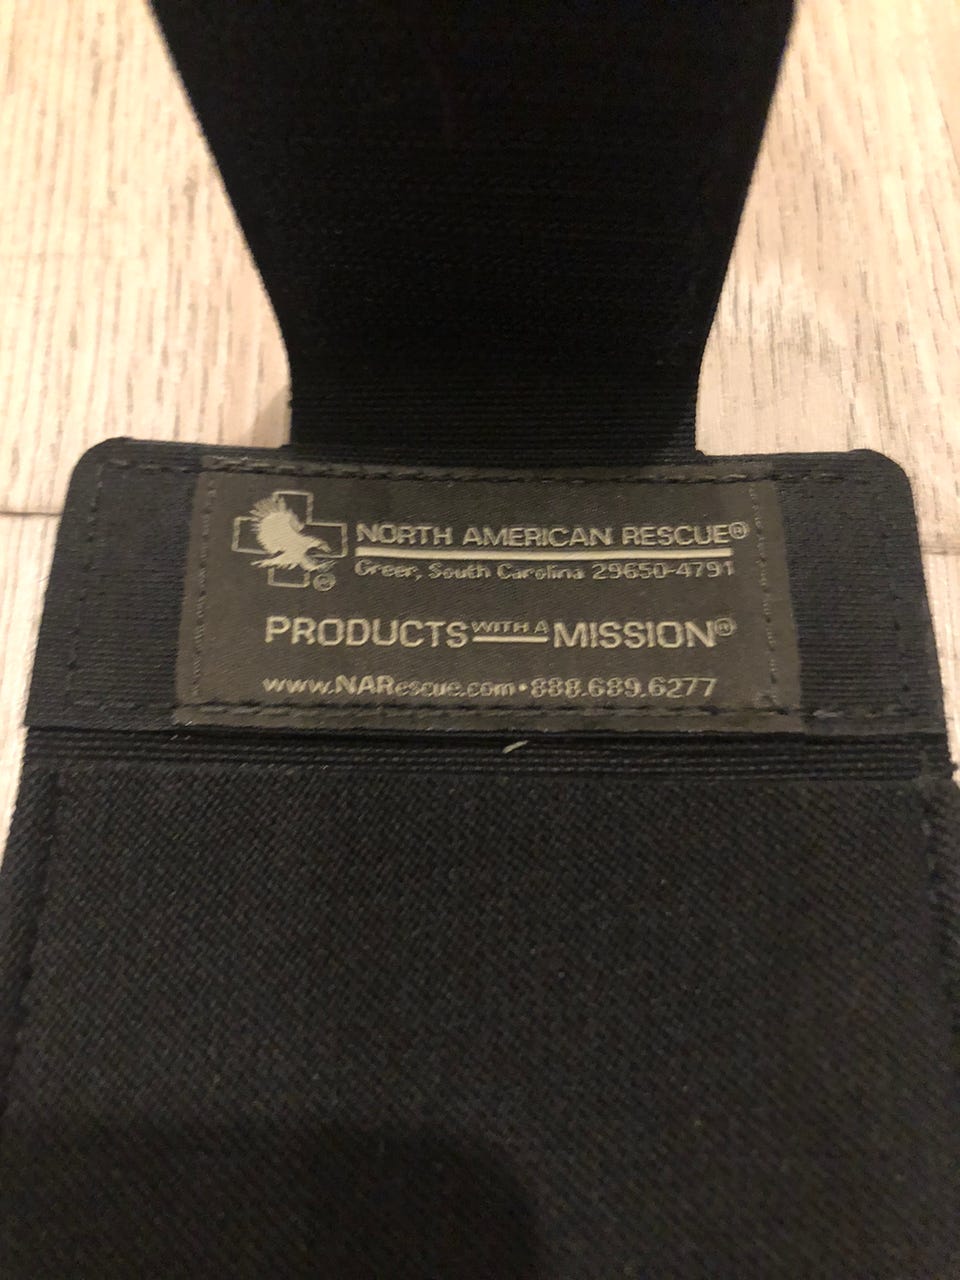 NORTH AMERICAN RESCUE®
Greer, South Carolina 29650-4791
®
PRODUCTS WITH A MISSION®
www.NARescue.com•888.689.6277